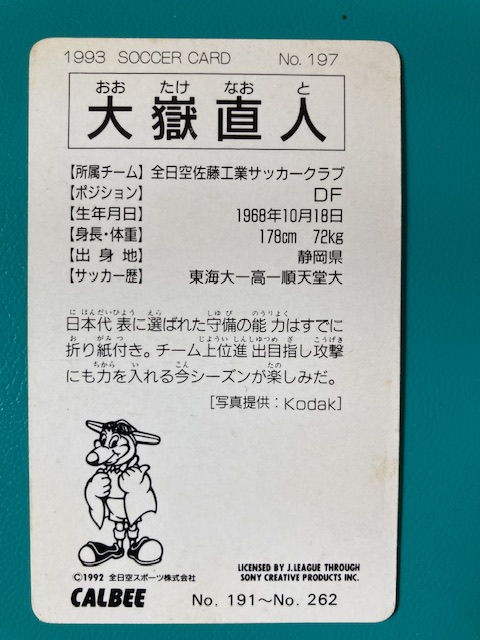 1993 SOCCER CARD No. 197
おお たけ なお と
大嶽直人
【所属チーム】全日空佐藤工業サッカークラブ
【ポジション】 DF
【生年月日】 1968年10月18日
【身長・体重】 178cm 72kg
【出身地】 静岡県
【サッカー歴】 東海大一高ー順天堂大
にほんだいひょう えら しゅび のうりょく
日本代表に選ばれた守備の能力はすでに
お がみつ じょういしんしゅつめざ こうげき
折り紙付き。チーム上位進出目指し攻撃
ちから い こん たの
にも力を入れる今シーズンが楽しみだ。
[写真提供：Kodak]
©1992 全日空スポーツ株式会社
LICENSED BY J.LEAGUE THROUGH
SONY CREATIVE PRODUCTS INC.
CALBEE No. 191～No. 262